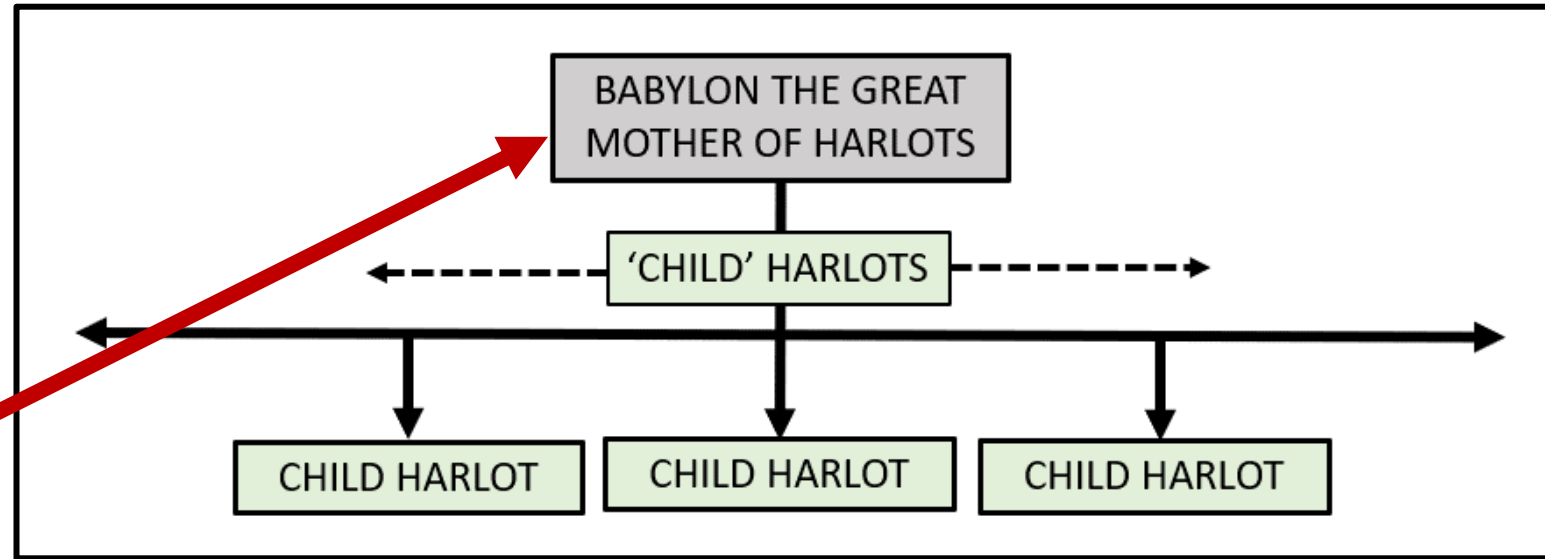 BABYLON THE GREAT
MOTHER OF HARLOTS
‘CHILD’ HARLOTS
CHILD HARLOT
CHILD HARLOT
CHILD HARLOT